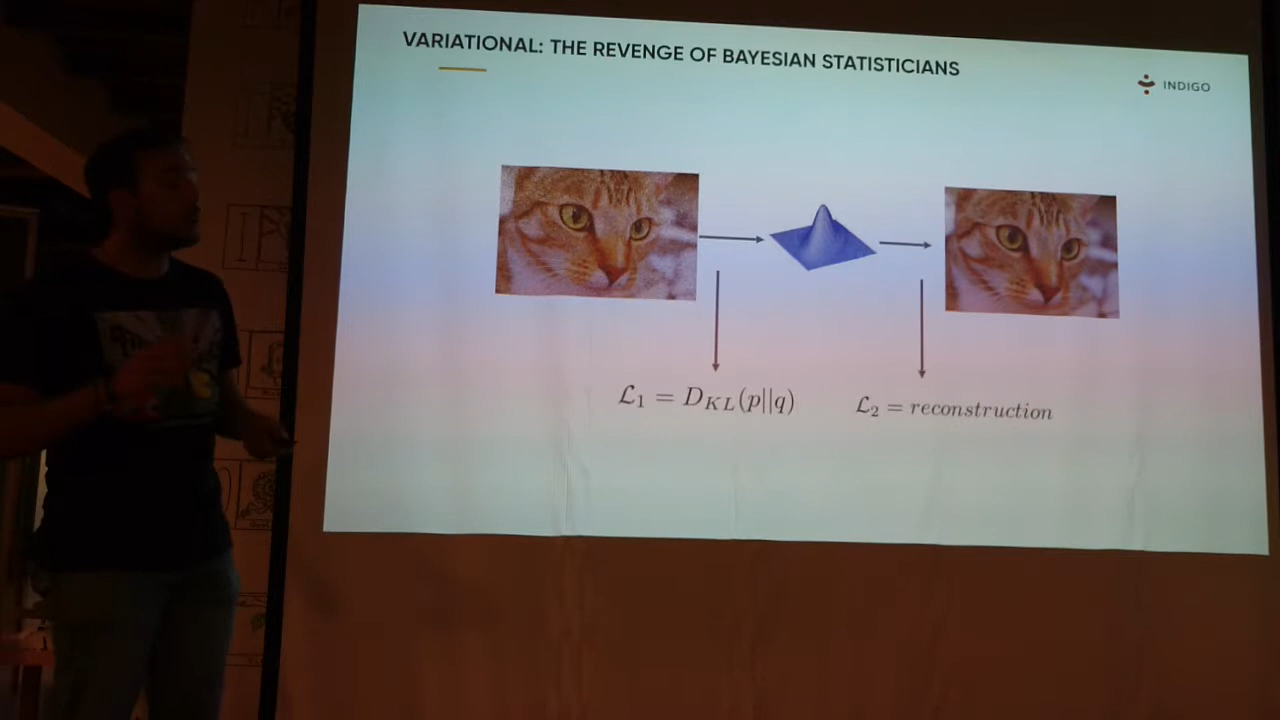 VARIATIONAL: THE REVENGE OF BAYESIAN STATISTICIANS
INDIGO
$\mathcal{L}_1 = D_{KL}(p||q)$
$\mathcal{L}_2 = reconstruction$